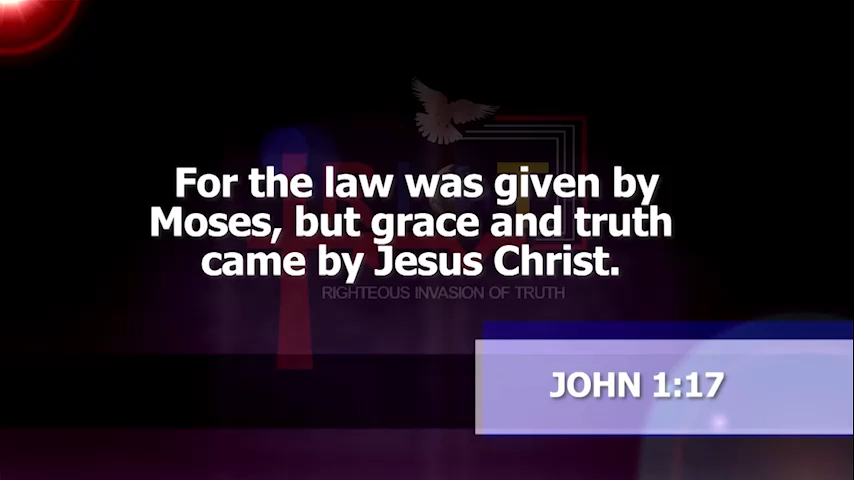 For the law was given by
Moses, but grace and truth
came by Jesus Christ.
RIGHTEOUS INVASION OF TRUTH
JOHN 1:17